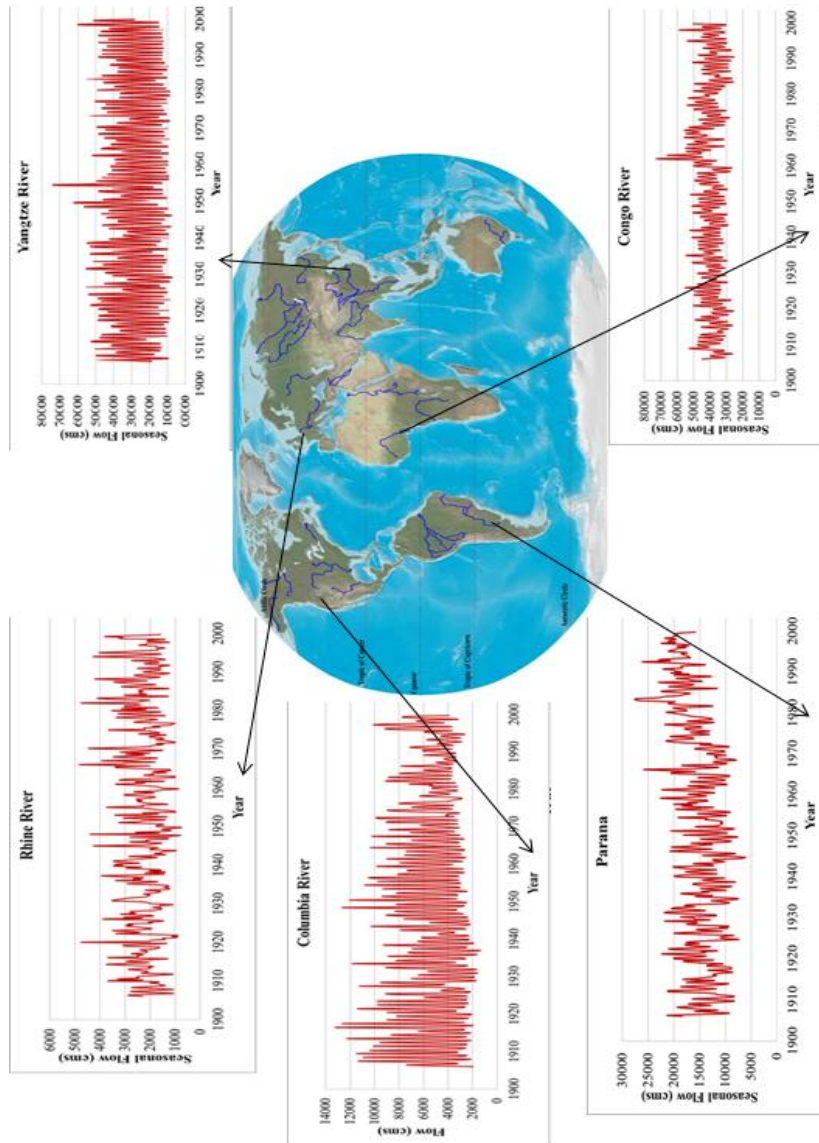 Rhine River
Seasonal Flow (cms)
6000
5000
4000
3000
2000
1000
0
1900 1910 1920 1930 1940 1950 1960 1970 1980 1990 2000
Year
Yangtze River
Seasonal Flow (cms)
80000
70000
60000
50000
40000
30000
20000
10000
00000
1900 1910 1920 1930 1940 1950 1960 1970 1980 1990 2000
Year
Columbia River
Flow (cms)
14000
12000
10000
8000
6000
4000
2000
1900 1910 1920 1930 1940 1950 1960 1970 1980 1990 2000
Year
Arctic Circle
Tropic of Cancer
Equator
Tropic of Capricorn
Antarctic Circle
Parana
Seasonal Flow (cms)
30000
25000
20000
15000
10000
5000
0
1900 1910 1920 1930 1940 1950 1960 1970 1980 1990 2000
Year
Congo River
Seasonal Flow (cms)
80000
70000
60000
50000
40000
30000
20000
10000
0
1900 1910 1920 1930 1940 1950 1960 1970 1980 1990 2000
Year